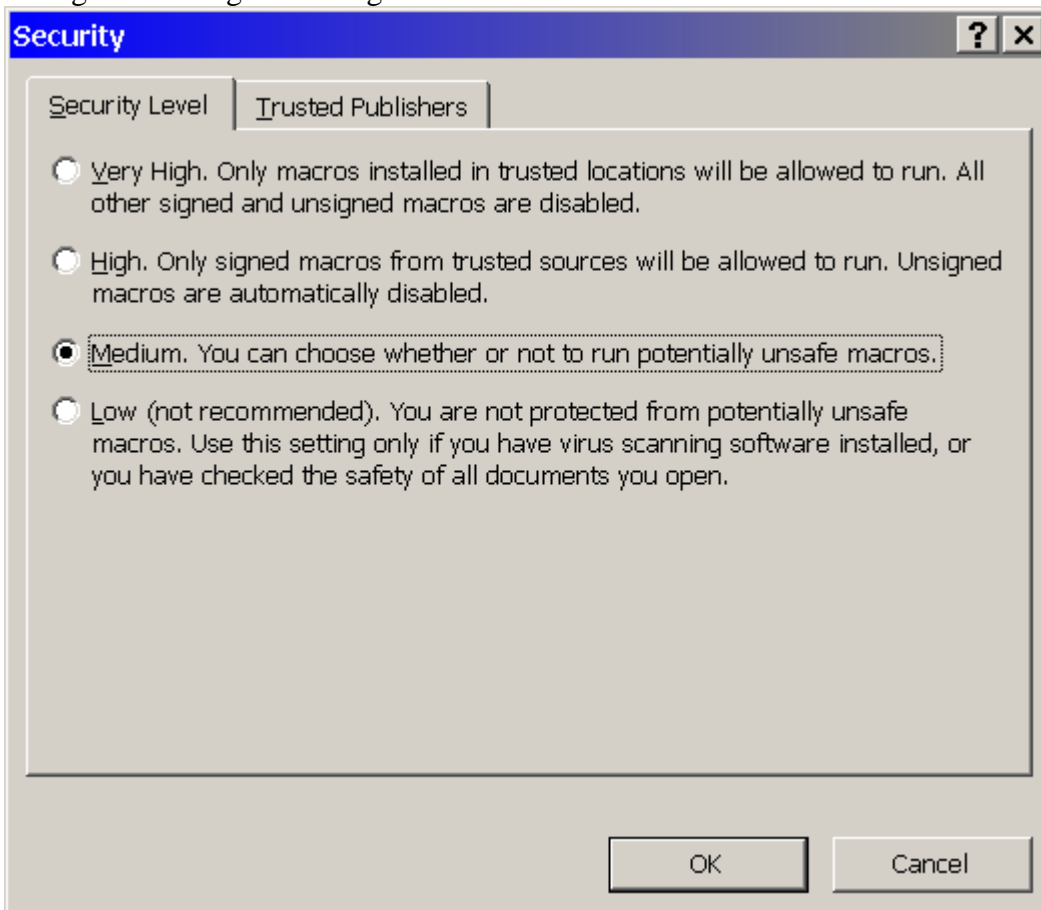 Security
Security Level Trusted Publishers
Very High. Only macros installed in trusted locations will be allowed to run. All
other signed and unsigned macros are disabled.
High. Only signed macros from trusted sources will be allowed to run. Unsigned
macros are automatically disabled.
Medium. You can choose whether or not to run potentially unsafe macros.
Low (not recommended). You are not protected from potentially unsafe
macros. Use this setting only if you have virus scanning software installed, or
you have checked the safety of all documents you open.
OK Cancel